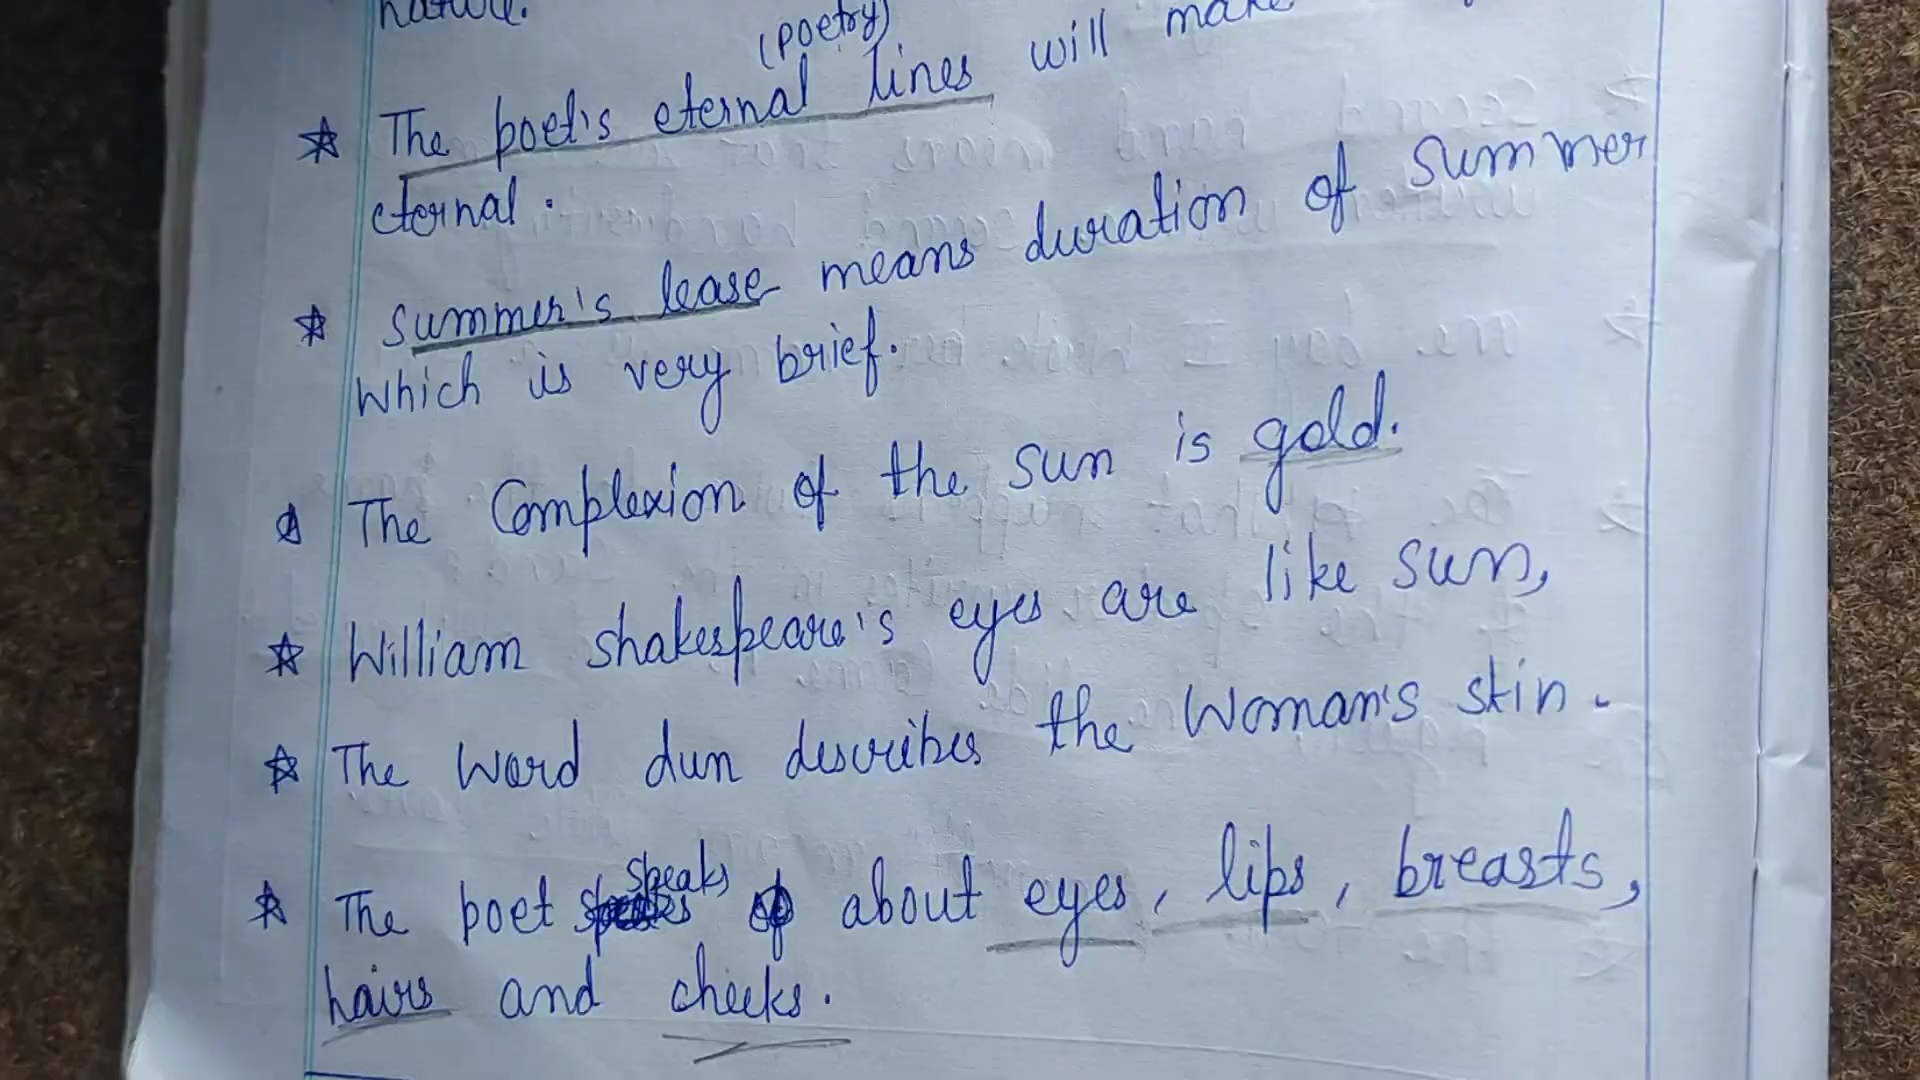 nature.
(poetry)
☆ The poet's eternal lines will make
eternal.
☆ Summer's lease means duration of summer
which is very brief.
☆ The Complexion of the sun is gold.
☆ William shakespeare's eyes are like sun,
☆ The word dun describes the woman's skin.
☆ The poet speaks about eyes, lips, breasts,
hairs and cheeks.